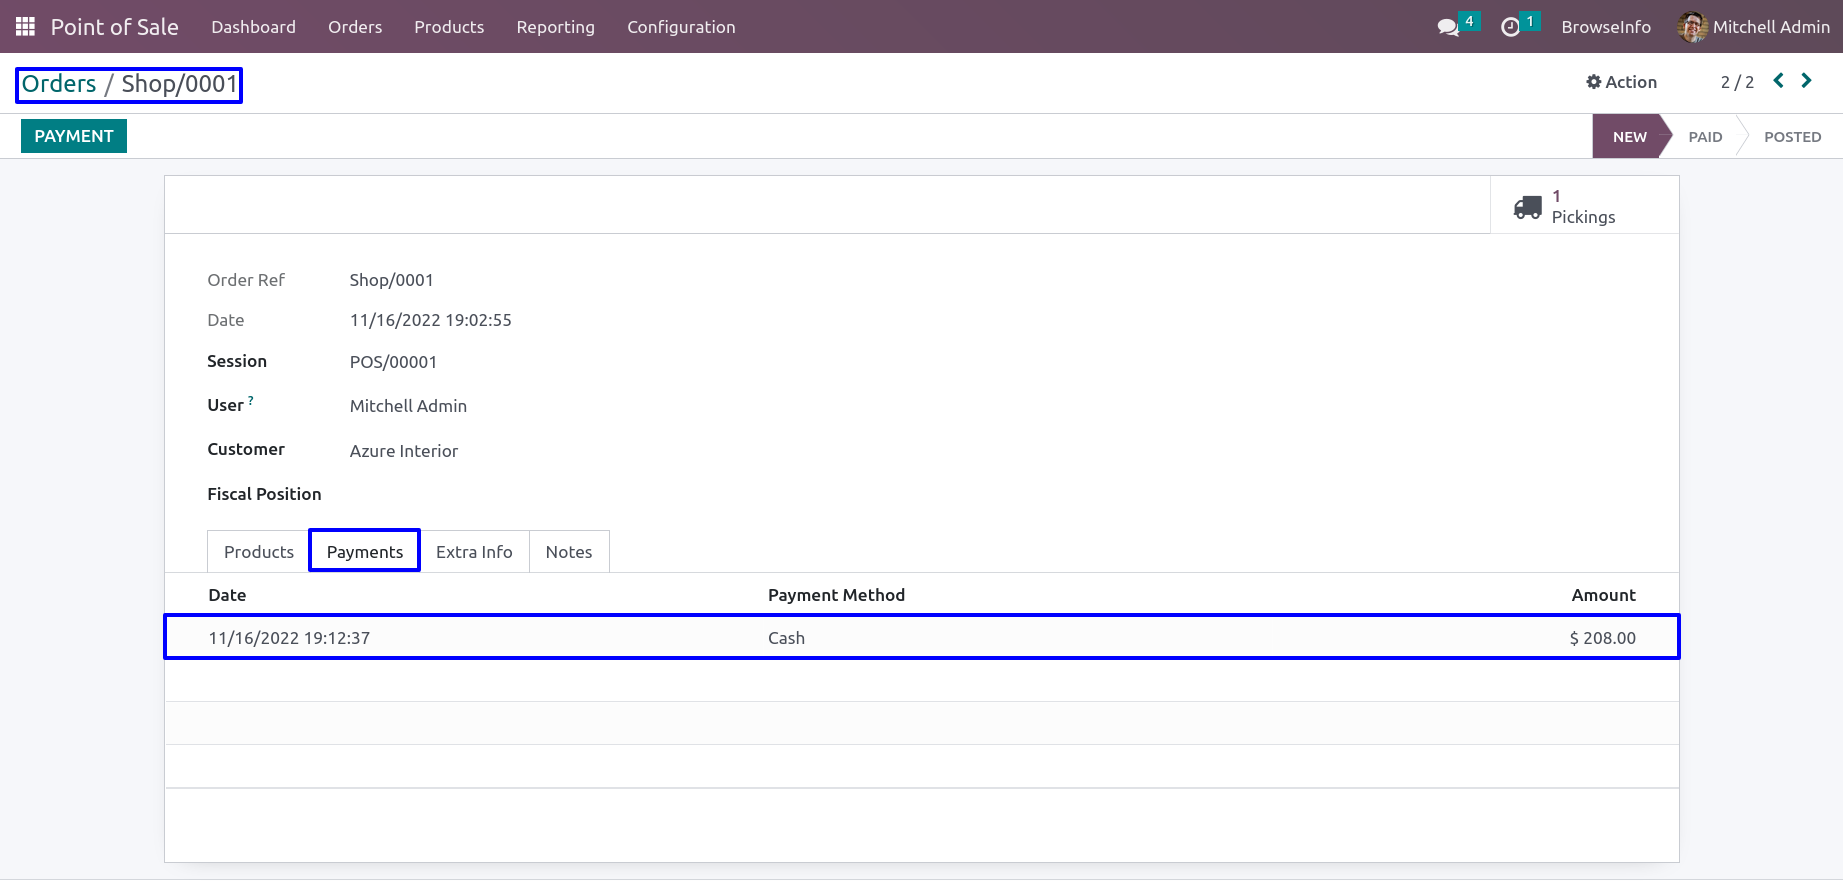 Point of Sale Dashboard Orders Products Reporting Configuration 4 1 BrowseInfo Mitchell Admin
Orders / Shop/0001 Action 2 / 2
PAYMENT NEW PAID POSTED
1
Pickings
Order Ref Shop/0001
Date 11/16/2022 19:02:55
Session POS/00001
User ? Mitchell Admin
Customer Azure Interior
Fiscal Position
Products Payments Extra Info Notes
Date Payment Method Amount
11/16/2022 19:12:37 Cash $ 208.00